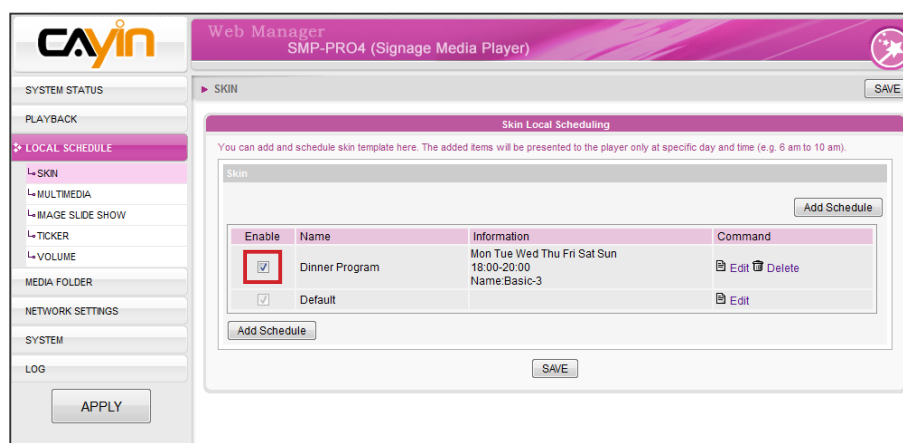 CAYIN
Web Manager
SMP-PRO4 (Signage Media Player)
SYSTEM STATUS
PLAYBACK
LOCAL SCHEDULE
SKIN
MULTIMEDIA
IMAGE SLIDE SHOW
TICKER
VOLUME
MEDIA FOLDER
NETWORK SETTINGS
SYSTEM
LOG
APPLY
SKIN
SAVE
Skin Local Scheduling
You can add and schedule skin template here. The added items will be presented to the player only at specific day and time (e.g. 6 am to 10 am).
Skin
Add Schedule
Enable Name Information Command
Dinner Program
Mon Tue Wed Thu Fri Sat Sun
18:00-20:00
Name:Basic-3
Edit Delete
Default Edit
Add Schedule
SAVE